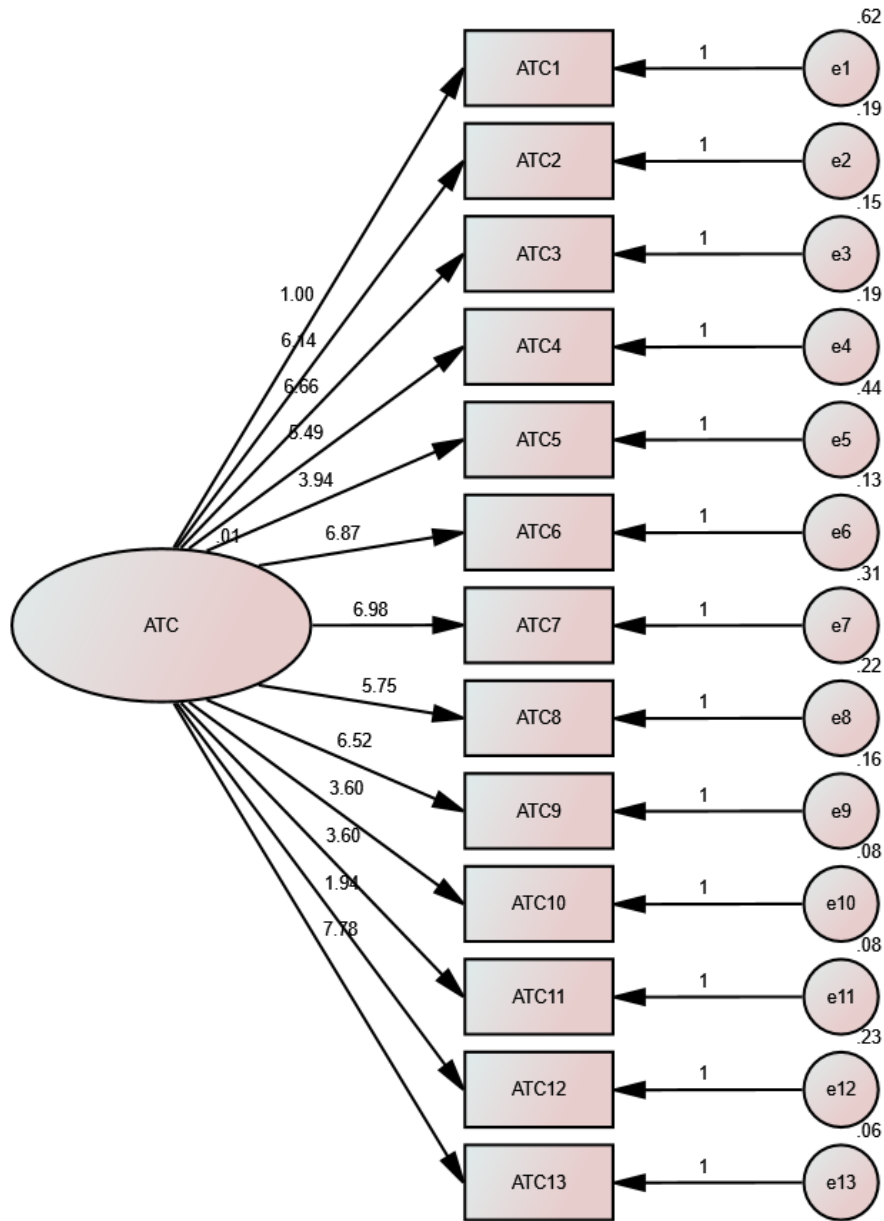 .62
ATC1 1 e1
.19
ATC2 1 e2
.15
ATC3 1 e3
.19
1.00
6.14
ATC4 1 e4
.44
6.66
5.49
ATC5 1 e5
.13
3.94
.01
6.87
ATC6 1 e6
.31
ATC
6.98
ATC7 1 e7
.22
5.75
ATC8 1 e8
.16
6.52
3.60
ATC9 1 e9
.08
3.60
1.94
ATC10 1 e10
.08
7.78
ATC11 1 e11
.23
ATC12 1 e12
.06
ATC13 1 e13